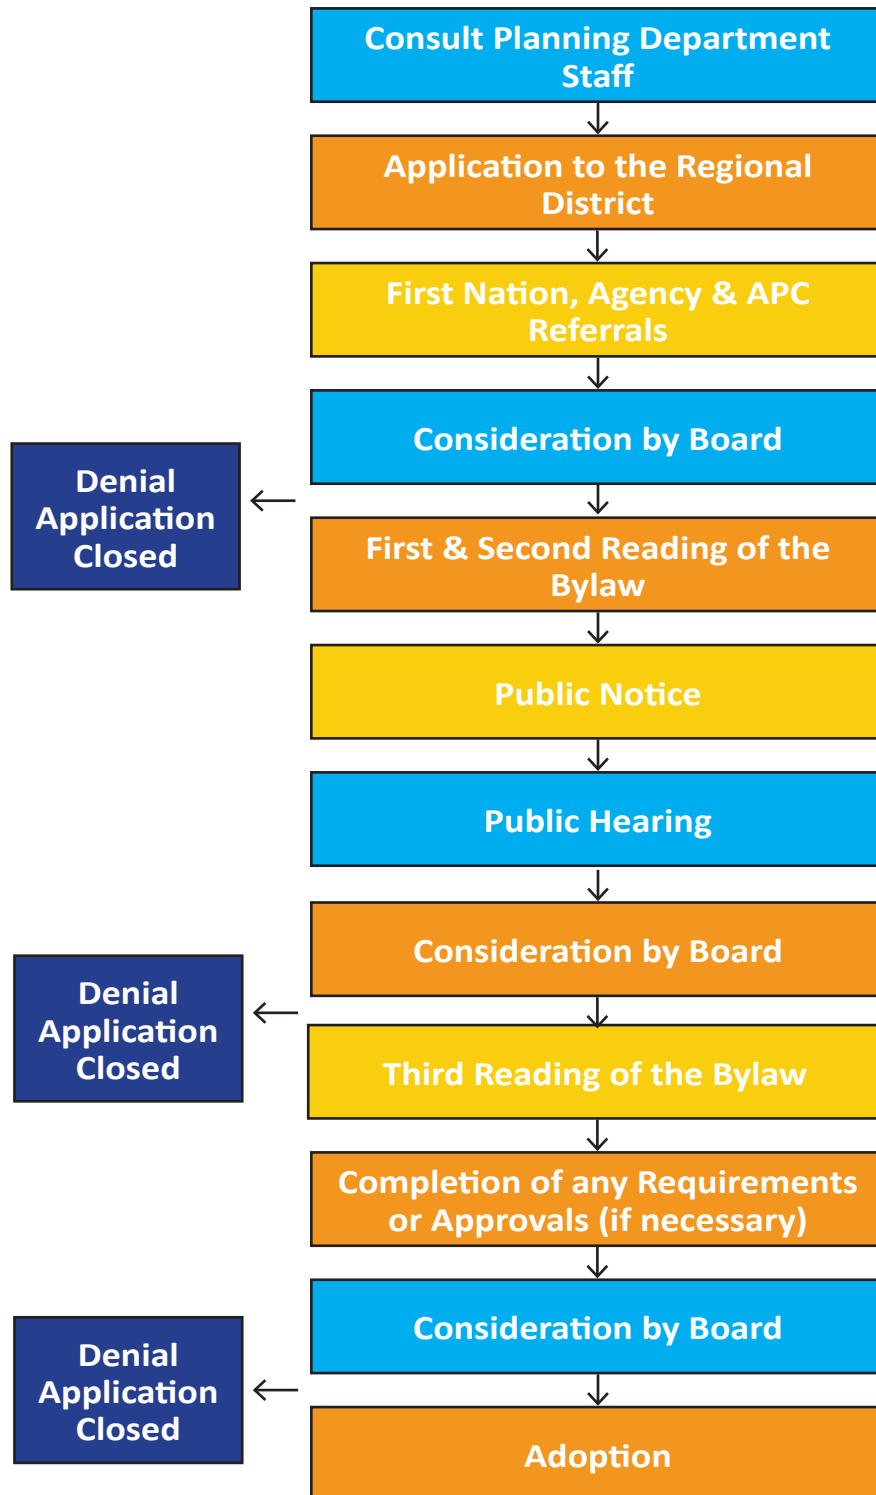 Consult Planning Department
Staff
Application to the Regional
District
First Nation, Agency & APC
Referrals
Consideration by Board
Denial
Application
Closed
First & Second Reading of the
Bylaw
Public Notice
Public Hearing
Consideration by Board
Denial
Application
Closed
Third Reading of the Bylaw
Completion of any Requirements
or Approvals (if necessary)
Consideration by Board
Denial
Application
Closed
Adoption